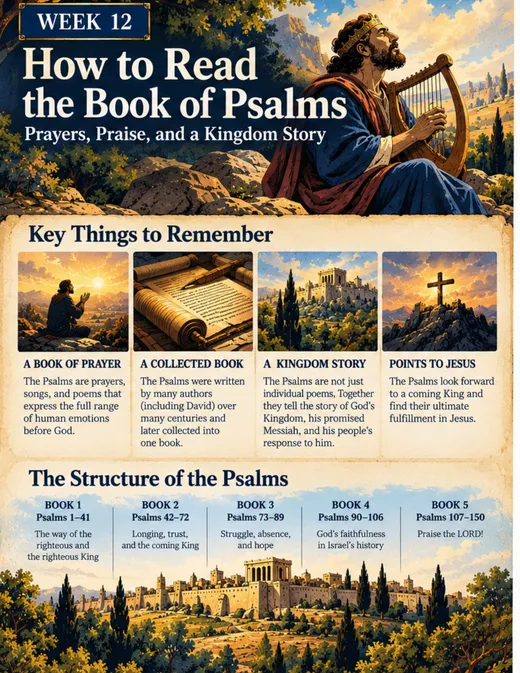 WEEK 12
How to Read
the Book of Psalms
Prayers, Praise, and a Kingdom Story
Key Things to Remember
A BOOK OF PRAYER
The Psalms are prayers,
songs, and poems that
express the full range
of human emotions
before God.
A COLLECTED BOOK
The Psalms were written
by many authors
(including David) over
many centuries and
later collected into
one book.
A KINGDOM STORY
The Psalms are not just
individual poems. Together
they tell the story of God's
Kingdom, his promised
Messiah, and his people's
response to him.
POINTS TO JESUS
The Psalms look forward
to a coming King and
find their ultimate
fulfillment in Jesus.
The Structure of the Psalms
BOOK 1
Psalms 1–41
The way of the
righteous and
the righteous King
BOOK 2
Psalms 42–72
Longing, trust,
and the coming King
BOOK 3
Psalms 73–89
Struggle, absence,
and hope
BOOK 4
Psalms 90–106
God's faithfulness
in Israel's history
BOOK 5
Psalms 107–150
Praise the LORD!